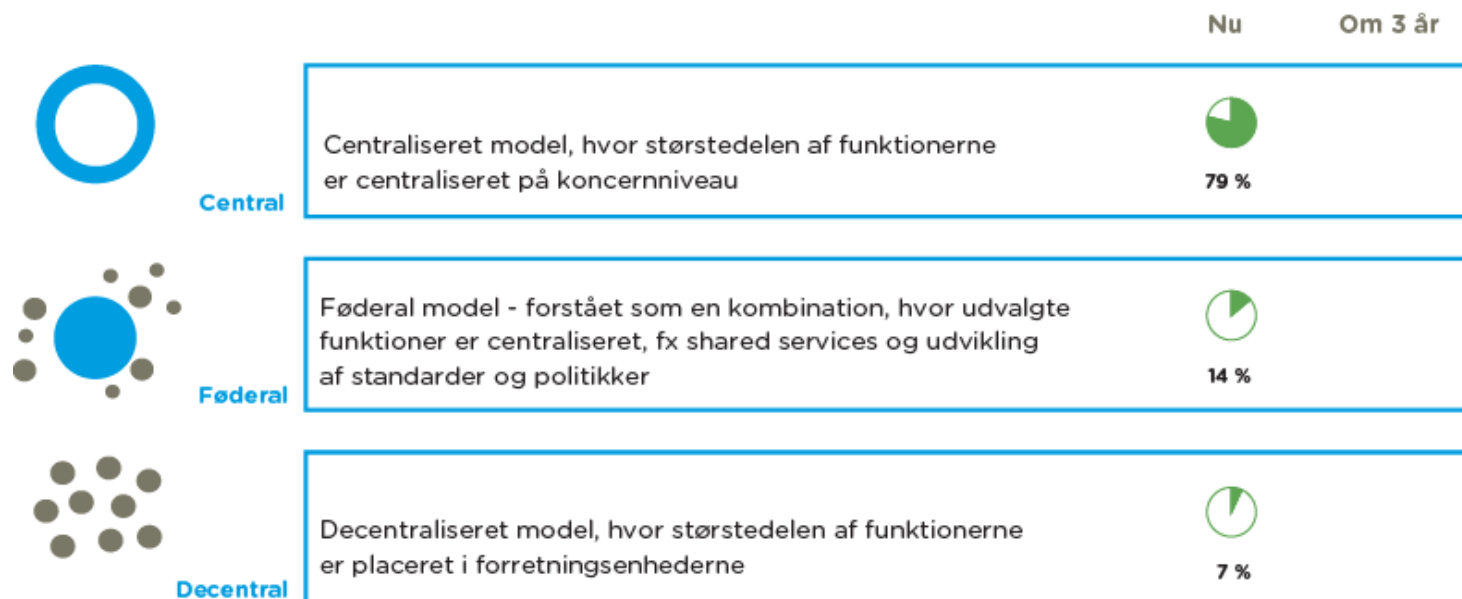 Nu Om 3 år
Centraliseret model, hvor størstedelen af funktionerne
er centraliseret på koncernniveau
79 %
Central
Føderal model - forstået som en kombination, hvor udvalgte
funktioner er centraliseret, fx shared services og udvikling
af standarder og politikker
14 %
Føderal
Decentraliseret model, hvor størstedelen af funktionerne
er placeret i forretningsenhederne
7 %
Decentral